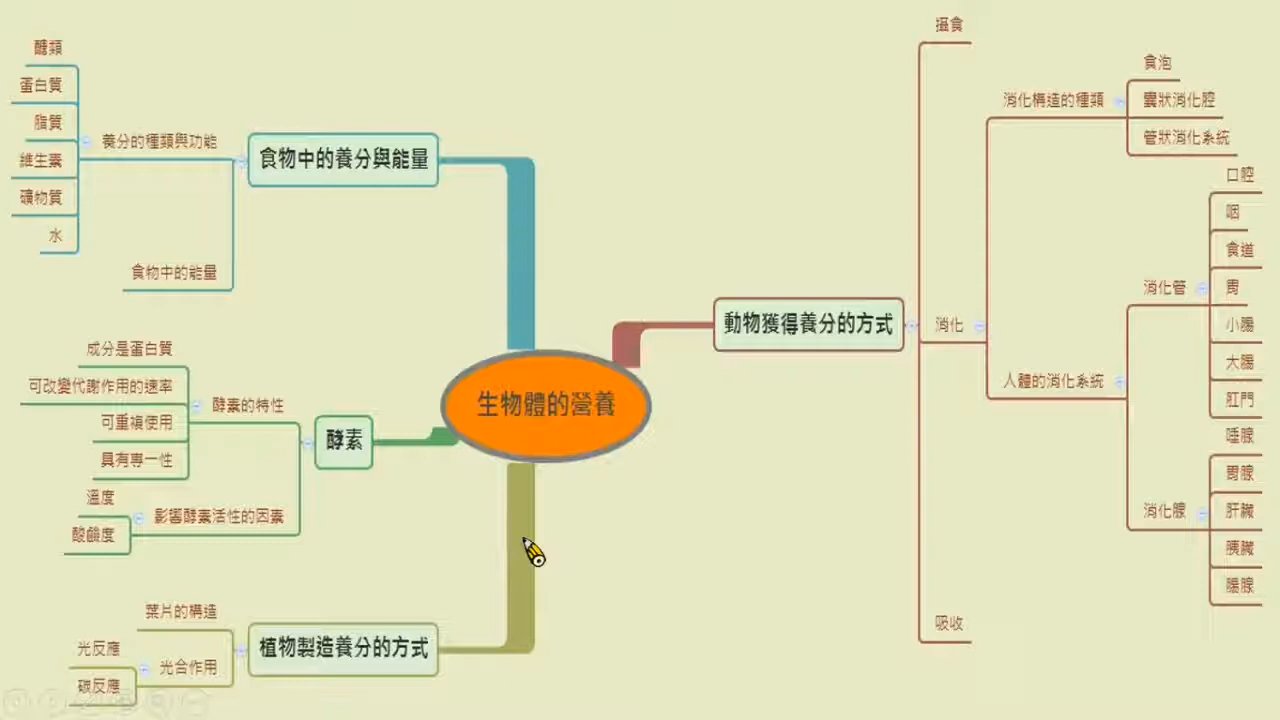 生物體的營養
食物中的養分與能量
養分的種類與功能
醣類
蛋白質
脂質
維生素
礦物質
水
食物中的能量
酵素
酵素的特性
成分是蛋白質
可改變代謝作用的速率
可重複使用
具有專一性
影響酵素活性的因素
溫度
酸鹼度
植物製造養分的方式
葉片的構造
光合作用
光反應
碳反應
動物獲得養分的方式
攝食
消化
消化構造的種類
食泡
囊狀消化腔
管狀消化系統
人體的消化系統
消化管
口腔
咽
食道
胃
小腸
大腸
肛門
消化腺
唾腺
胃腺
肝臟
胰臟
腸腺
吸收